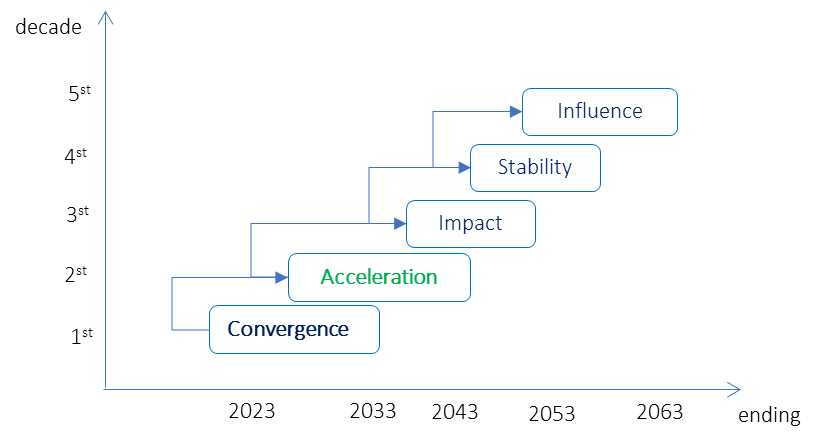 decade
5st
Influence
4st
Stability
3st
Impact
2st
Acceleration
1st
Convergence
2023 2033 2043 2053 2063
ending